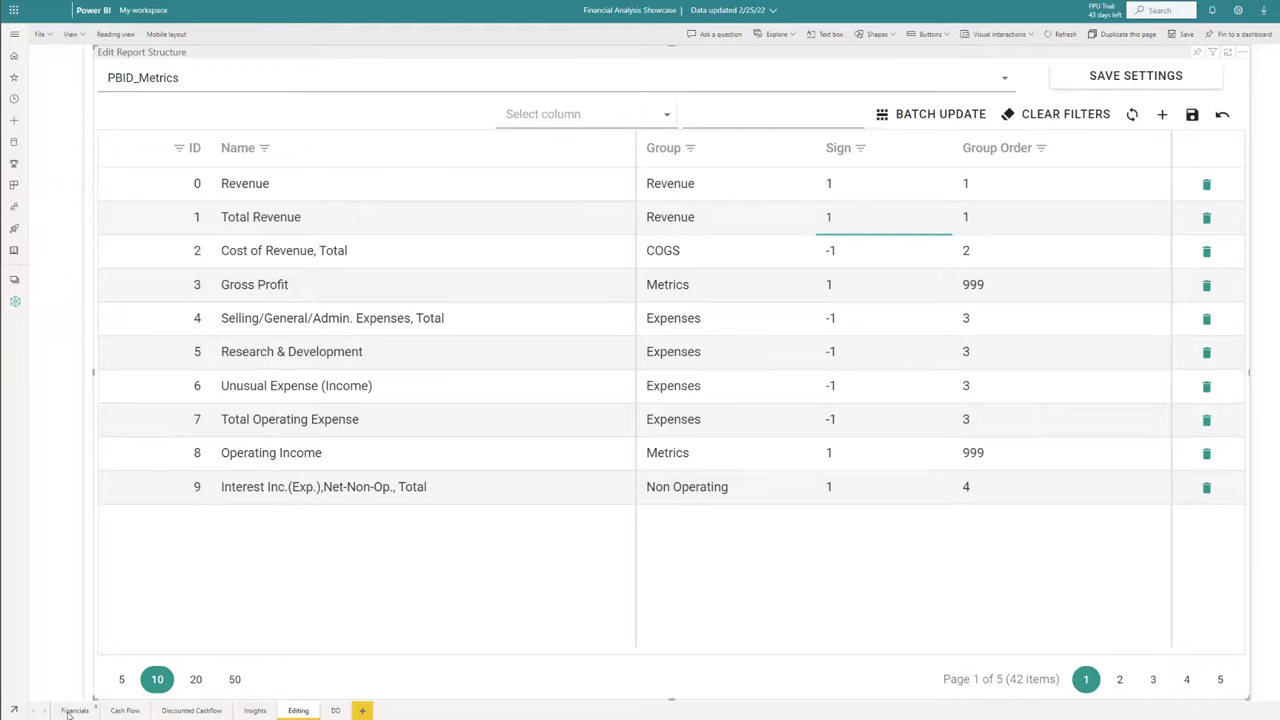 Power BI My workspace Financial Analysis Showcase | Data updated 2/25/22 PPU Trial: 43 days left Search
File View Reading view Mobile layout Ask a question Explore Text box Shapes Buttons Visual interactions Refresh Duplicate this page Save Pin to a dashboard
Edit Report Structure
PBID_Metrics SAVE SETTINGS
Select column BATCH UPDATE CLEAR FILTERS
ID Name Group Sign Group Order
0 Revenue Revenue 1 1
1 Total Revenue Revenue 1 1
2 Cost of Revenue, Total COGS -1 2
3 Gross Profit Metrics 1 999
4 Selling/General/Admin. Expenses, Total Expenses -1 3
5 Research & Development Expenses -1 3
6 Unusual Expense (Income) Expenses -1 3
7 Total Operating Expense Expenses -1 3
8 Operating Income Metrics 1 999
9 Interest Inc.(Exp.),Net-Non-Op., Total Non Operating 1 4
5 10 20 50 Page 1 of 5 (42 items) 1 2 3 4 5
Financials Cash Flow Discounted Cashflow Insights Editing DD +